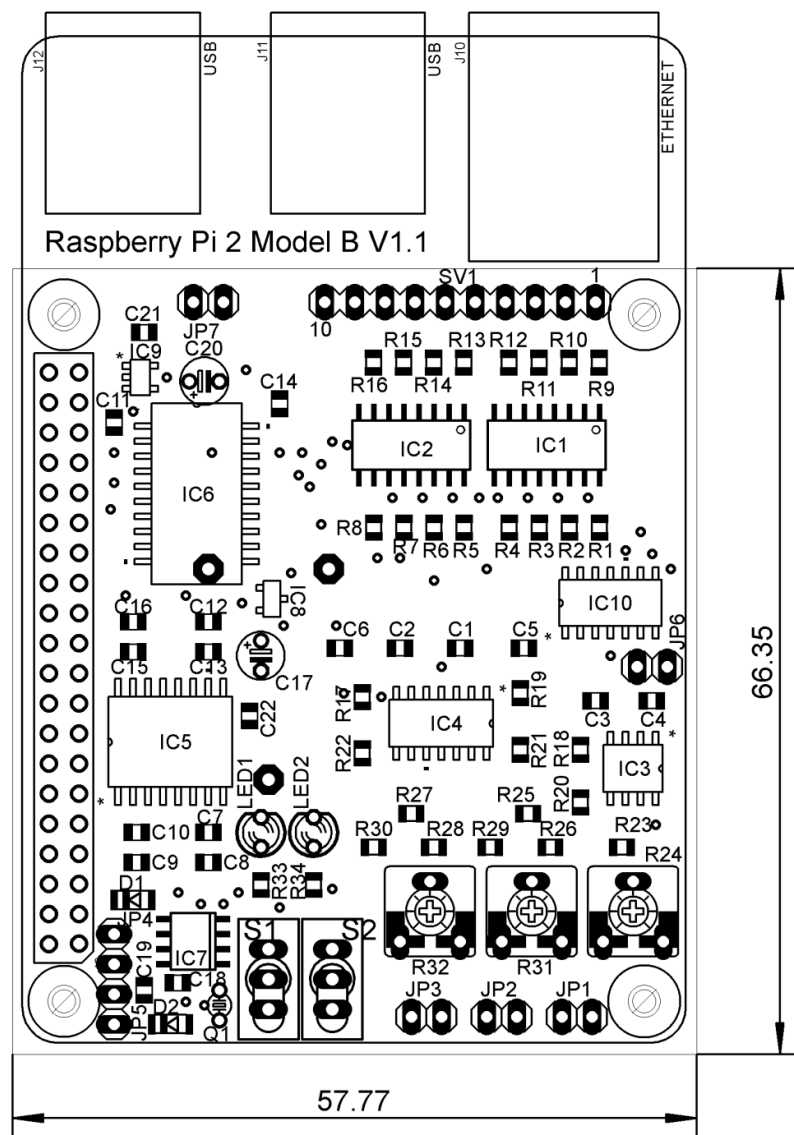 J12
USB
J11
USB
J10
ETHERNET
Raspberry Pi 2 Model B V1.1
SV1
1
10
C21
JP7
*
IC9
C20
+
C14
C11
R15
R13
R12
R10
R16
R14
R11
R9
IC2
IC1
IC6
R8
R7
R6
R5
R4
R3
R2
R1
IC8
IC10
*
JP6
C16
C12
C15
C13
+
C17
C6
C2
C1
C5
R17
*
R19
C3
C4
C22
IC4
IC5
R22
R21
R18
IC3
*
R20
*
LED1
LED2
R27
R25
C10
C7
C9
C8
R30
R28
R29
R26
R23
R24
R33
R34
D1
JP4
IC7
S1
S2
R32
R31
C19
C18
JP5
D2
Q1
JP3
JP2
JP1
66.35
57.77